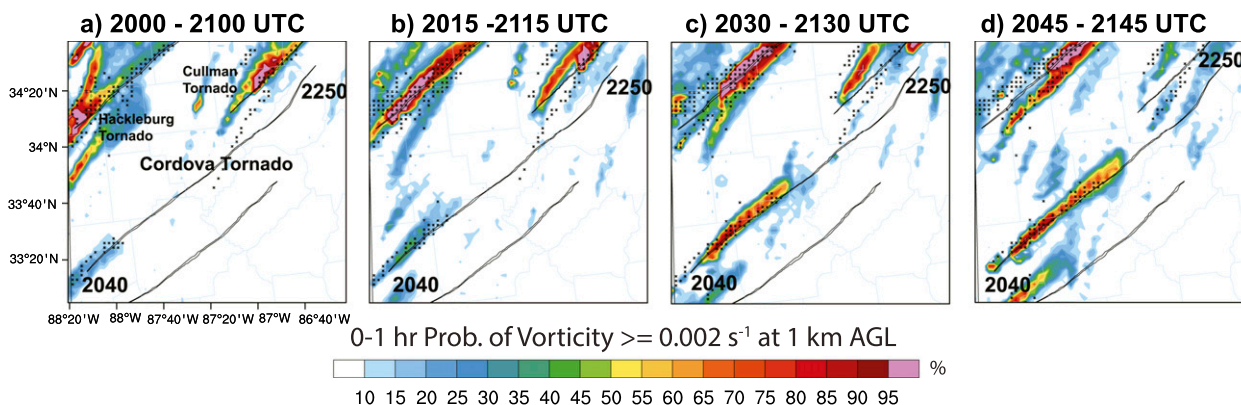 a) 2000 - 2100 UTC
b) 2015 -2115 UTC
c) 2030 - 2130 UTC
d) 2045 - 2145 UTC
34°20'N
34°N
33°40'N
33°20'N
Cullman
Tornado
2250
Hackleburg
Tornado
Cordova Tornado
2040
2250
2040
2250
2040
2250
2040
88°20'W 88°W 87°40'W 87°20'W 87°W 86°40'W
0-1 hr Prob. of Vorticity >= 0.002 s⁻¹ at 1 km AGL
%
10 15 20 25 30 35 40 45 50 55 60 65 70 75 80 85 90 95